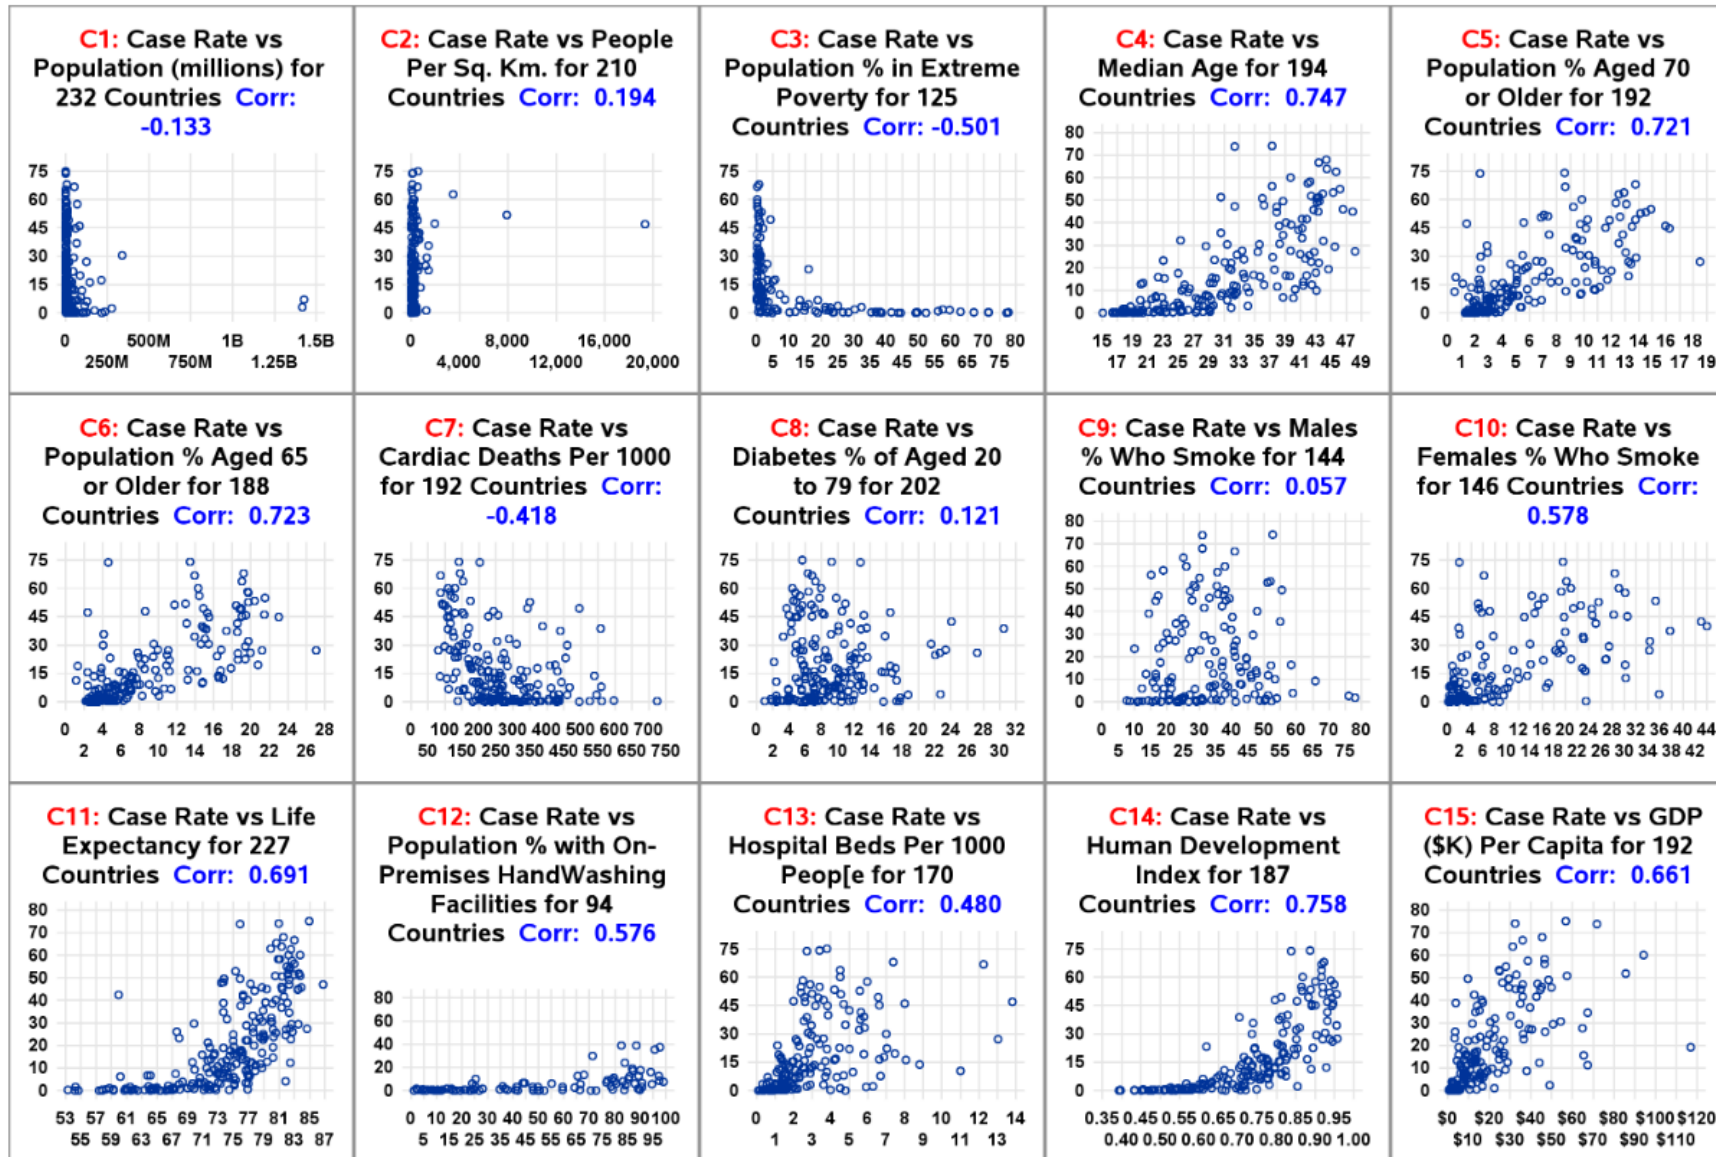 C1: Case Rate vs
Population (millions) for
232 Countries Corr:
-0.133
75
60
45
30
15
0
0 500M 1B 1.5B
250M 750M 1.25B
C2: Case Rate vs People
Per Sq. Km. for 210
Countries Corr: 0.194
75
60
45
30
15
0
0 8,000 16,000
4,000 12,000 20,000
C3: Case Rate vs
Population % in Extreme
Poverty for 125
Countries Corr: -0.501
75
60
45
30
15
0
0 10 20 30 40 50 60 70 80
5 15 25 35 45 55 65 75
C4: Case Rate vs
Median Age for 194
Countries Corr: 0.747
80
70
60
50
40
30
20
10
0
15 19 23 27 31 35 39 43 47
17 21 25 29 33 37 41 45 49
C5: Case Rate vs
Population % Aged 70
or Older for 192
Countries Corr: 0.721
75
60
45
30
15
0
0 2 4 6 8 10 12 14 16 18
1 3 5 7 9 11 13 15 17 19
C6: Case Rate vs
Population % Aged 65
or Older for 188
Countries Corr: 0.723
75
60
45
30
15
0
0 4 8 12 16 20 24 28
2 6 10 14 18 22 26
C7: Case Rate vs
Cardiac Deaths Per 1000
for 192 Countries Corr:
-0.418
75
60
45
30
15
0
0 100 200 300 400 500 600 700
50 150 250 350 450 550 650 750
C8: Case Rate vs
Diabetes % of Aged 20
to 79 for 202
Countries Corr: 0.121
75
60
45
30
15
0
0 4 8 12 16 20 24 28 32
2 6 10 14 18 22 26 30
C9: Case Rate vs Males
% Who Smoke for 144
Countries Corr: 0.057
80
70
60
50
40
30
20
10
0
0 10 20 30 40 50 60 70 80
5 15 25 35 45 55 65 75
C10: Case Rate vs
Females % Who Smoke
for 146 Countries Corr:
0.578
75
60
45
30
15
0
0 4 8 12 16 20 24 28 32 36 40 44
2 6 10 14 18 22 26 30 34 38 42
C11: Case Rate vs Life
Expectancy for 227
Countries Corr: 0.691
80
70
60
50
40
30
20
10
0
53 57 61 65 69 73 77 81 85
55 59 63 67 71 75 79 83 87
C12: Case Rate vs
Population % with On-
Premises HandWashing
Facilities for 94
Countries Corr: 0.576
80
60
40
20
0
0 10 20 30 40 50 60 70 80 90 100
5 15 25 35 45 55 65 75 85 95
C13: Case Rate vs
Hospital Beds Per 1000
Peop[e for 170
Countries Corr: 0.480
75
60
45
30
15
0
0 2 4 6 8 10 12 14
1 3 5 7 9 11 13
C14: Case Rate vs
Human Development
Index for 187
Countries Corr: 0.758
75
60
45
30
15
0
0.35 0.45 0.55 0.65 0.75 0.85 0.95
0.40 0.50 0.60 0.70 0.80 0.90 1.00
C15: Case Rate vs GDP
($K) Per Capita for 192
Countries Corr: 0.661
80
70
60
50
40
30
20
10
0
$0 $20 $40 $60 $80 $100 $120
$10 $30 $50 $70 $90 $110